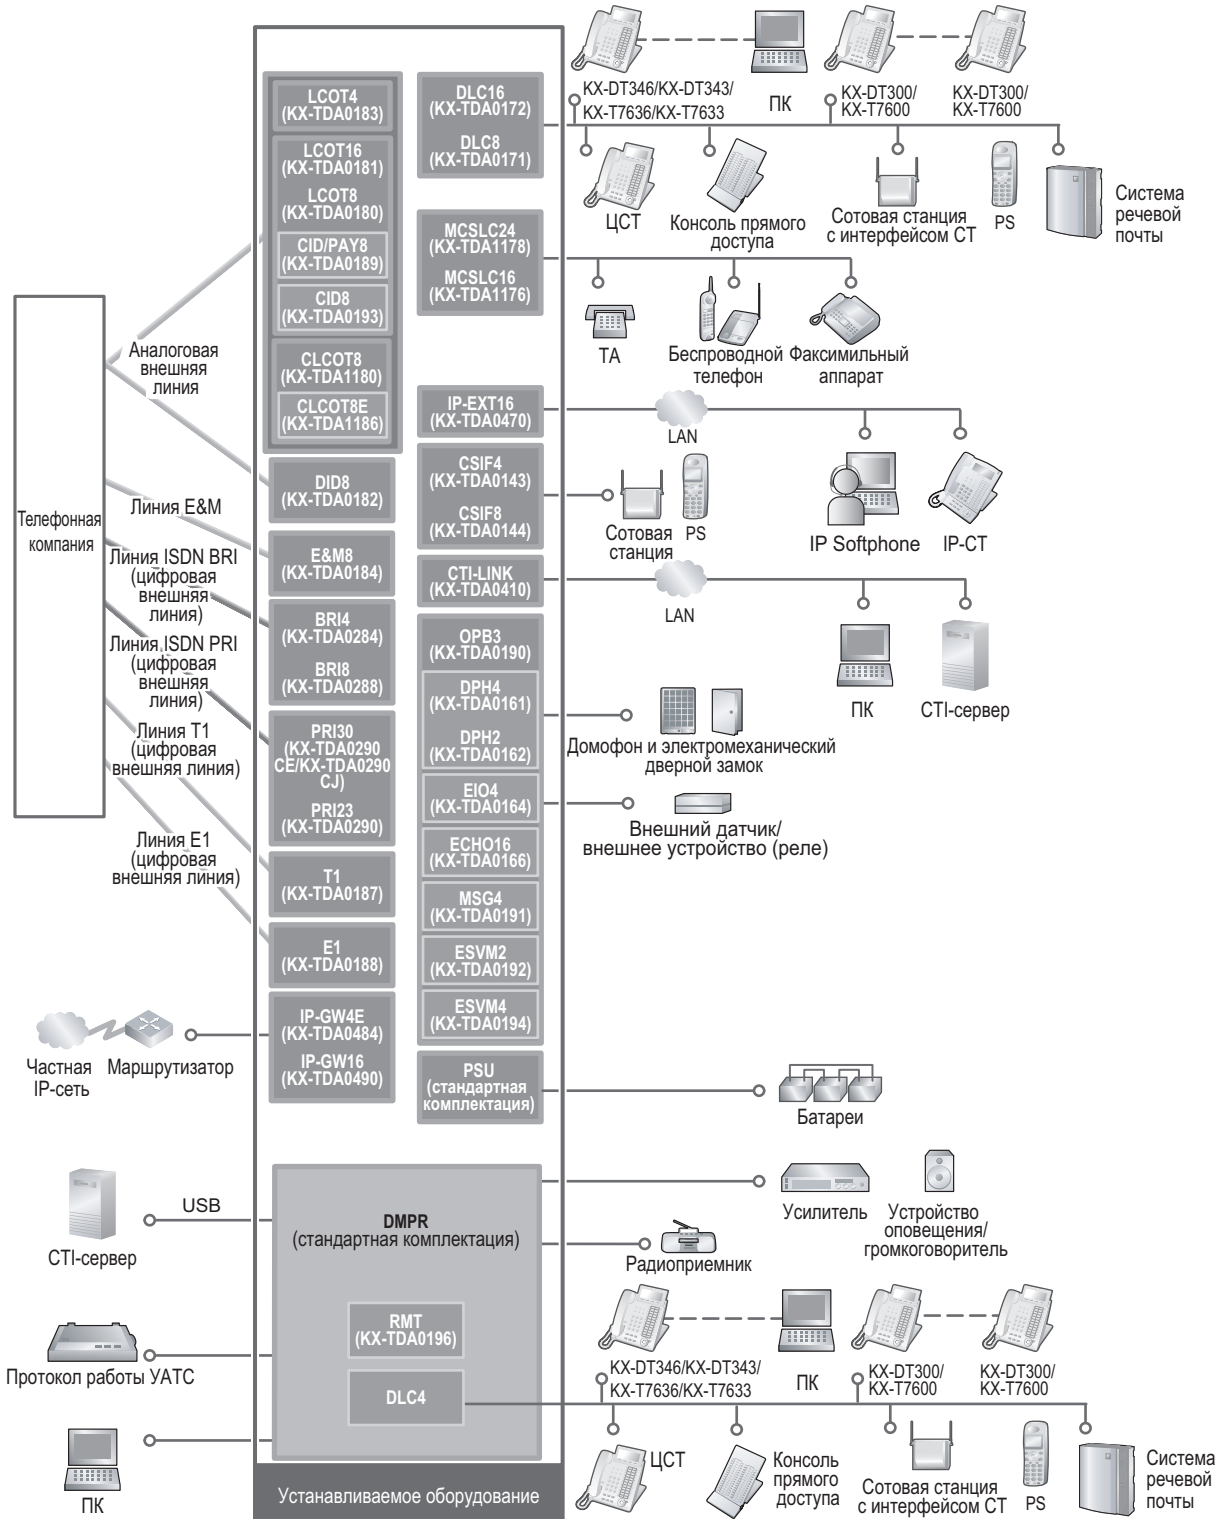 Телефонная
компания
Аналоговая
внешняя
линия
Линия E&M
Линия ISDN BRI
(цифровая
внешняя
линия)
Линия ISDN PRI
(цифровая
внешняя
линия)
Линия T1
(цифровая
внешняя линия)
Линия E1
(цифровая
внешняя линия)
Частная
IP-сеть
Маршрутизатор
CTI-сервер
USB
Протокол работы УАТС
ПК
LCOT4
(KX-TDA0183)
LCOT16
(KX-TDA0181)
LCOT8
(KX-TDA0180)
CID/PAY8
(KX-TDA0189)
CID8
(KX-TDA0193)
CLCOT8
(KX-TDA1180)
CLCOT8E
(KX-TDA1186)
DID8
(KX-TDA0182)
E&M8
(KX-TDA0184)
BRI4
(KX-TDA0284)
BRI8
(KX-TDA0288)
PRI30
(KX-TDA0290
CE/KX-TDA0290
CJ)
PRI23
(KX-TDA0290)
T1
(KX-TDA0187)
E1
(KX-TDA0188)
IP-GW4E
(KX-TDA0484)
IP-GW16
(KX-TDA0490)
DLC16
(KX-TDA0172)
DLC8
(KX-TDA0171)
MCSLC24
(KX-TDA1178)
MCSLC16
(KX-TDA1176)
IP-EXT16
(KX-TDA0470)
CSIF4
(KX-TDA0143)
CSIF8
(KX-TDA0144)
CTI-LINK
(KX-TDA0410)
OPB3
(KX-TDA0190)
DPH4
(KX-TDA0161)
DPH2
(KX-TDA0162)
EIO4
(KX-TDA0164)
ECHO16
(KX-TDA0166)
MSG4
(KX-TDA0191)
ESVM2
(KX-TDA0192)
ESVM4
(KX-TDA0194)
PSU
(стандартная
комплектация)
DMPR
(стандартная комплектация)
RMT
(KX-TDA0196)
DLC4
Устанавливаемое оборудование
KX-DT346/KX-DT343/
KX-T7636/KX-T7633
ПК
KX-DT300/
KX-T7600
KX-DT300/
KX-T7600
ЦСТ
Консоль прямого
доступа
Сотовая станция
с интерфейсом СТ
PS
Система
речевой
почты
ТА
Беспроводной
телефон
Факсимильный
аппарат
LAN
IP Softphone
IP-СТ
Сотовая
станция
PS
LAN
ПК
CTI-сервер
Домофон и электромеханический
дверной замок
Внешний датчик/
внешнее устройство (реле)
Батареи
Усилитель
Устройство
оповещения/
громкоговоритель
Радиоприемник
KX-DT346/KX-DT343/
KX-T7636/KX-T7633
ПК
KX-DT300/
KX-T7600
KX-DT300/
KX-T7600
ЦСТ
Консоль
прямого
доступа
Сотовая станция
с интерфейсом СТ
PS
Система
речевой
почты